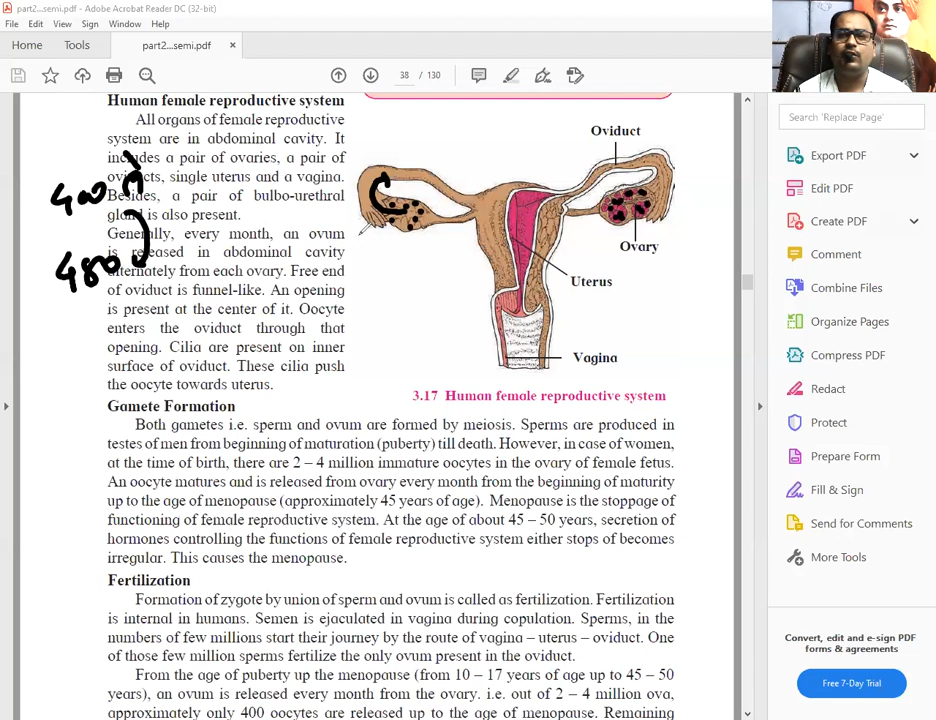 part2...semi.pdf - Adobe Acrobat Reader DC (32-bit)
File Edit View Sign Window Help
Home Tools part2...semi.pdf ×
38 / 130
Search 'Replace Page'
Export PDF
Edit PDF
Create PDF
Comment
Combine Files
Organize Pages
Compress PDF
Redact
Protect
Prepare Form
Fill & Sign
Send for Comments
More Tools
Convert, edit and e-sign PDF
forms & agreements
Free 7-Day Trial
Human female reproductive system
All organs of female reproductive
system are in abdominal cavity. It
includes a pair of ovaries, a pair of
oviducts, single uterus and a vagina.
Besides, a pair of bulbo-urethral
gland is also present.
Generally, every month, an ovum
is released in abdominal cavity
alternately from each ovary. Free end
of oviduct is funnel-like. An opening
is present at the center of it. Oocyte
enters the oviduct through that
opening. Cilia are present on inner
surface of oviduct. These cilia push
the oocyte towards uterus.
400
480
Oviduct
Ovary
Uterus
Vagina
3.17 Human female reproductive system
Gamete Formation
Both gametes i.e. sperm and ovum are formed by meiosis. Sperms are produced in
testes of men from beginning of maturation (puberty) till death. However, in case of women,
at the time of birth, there are 2 – 4 million immature oocytes in the ovary of female fetus.
An oocyte matures and is released from ovary every month from the beginning of maturity
up to the age of menopause (approximately 45 years of age). Menopause is the stoppage of
functioning of female reproductive system. At the age of about 45 – 50 years, secretion of
hormones controlling the functions of female reproductive system either stops of becomes
irregular. This causes the menopause.
Fertilization
Formation of zygote by union of sperm and ovum is called as fertilization. Fertilization
is internal in humans. Semen is ejaculated in vagina during copulation. Sperms, in the
numbers of few millions start their journey by the route of vagina – uterus – oviduct. One
of those few million sperms fertilize the only ovum present in the oviduct.
From the age of puberty up the menopause (from 10 – 17 years of age up to 45 – 50
years), an ovum is released every month from the ovary. i.e. out of 2 – 4 million ova,
approximately only 400 oocytes are released up to the age of menopause. Remaining